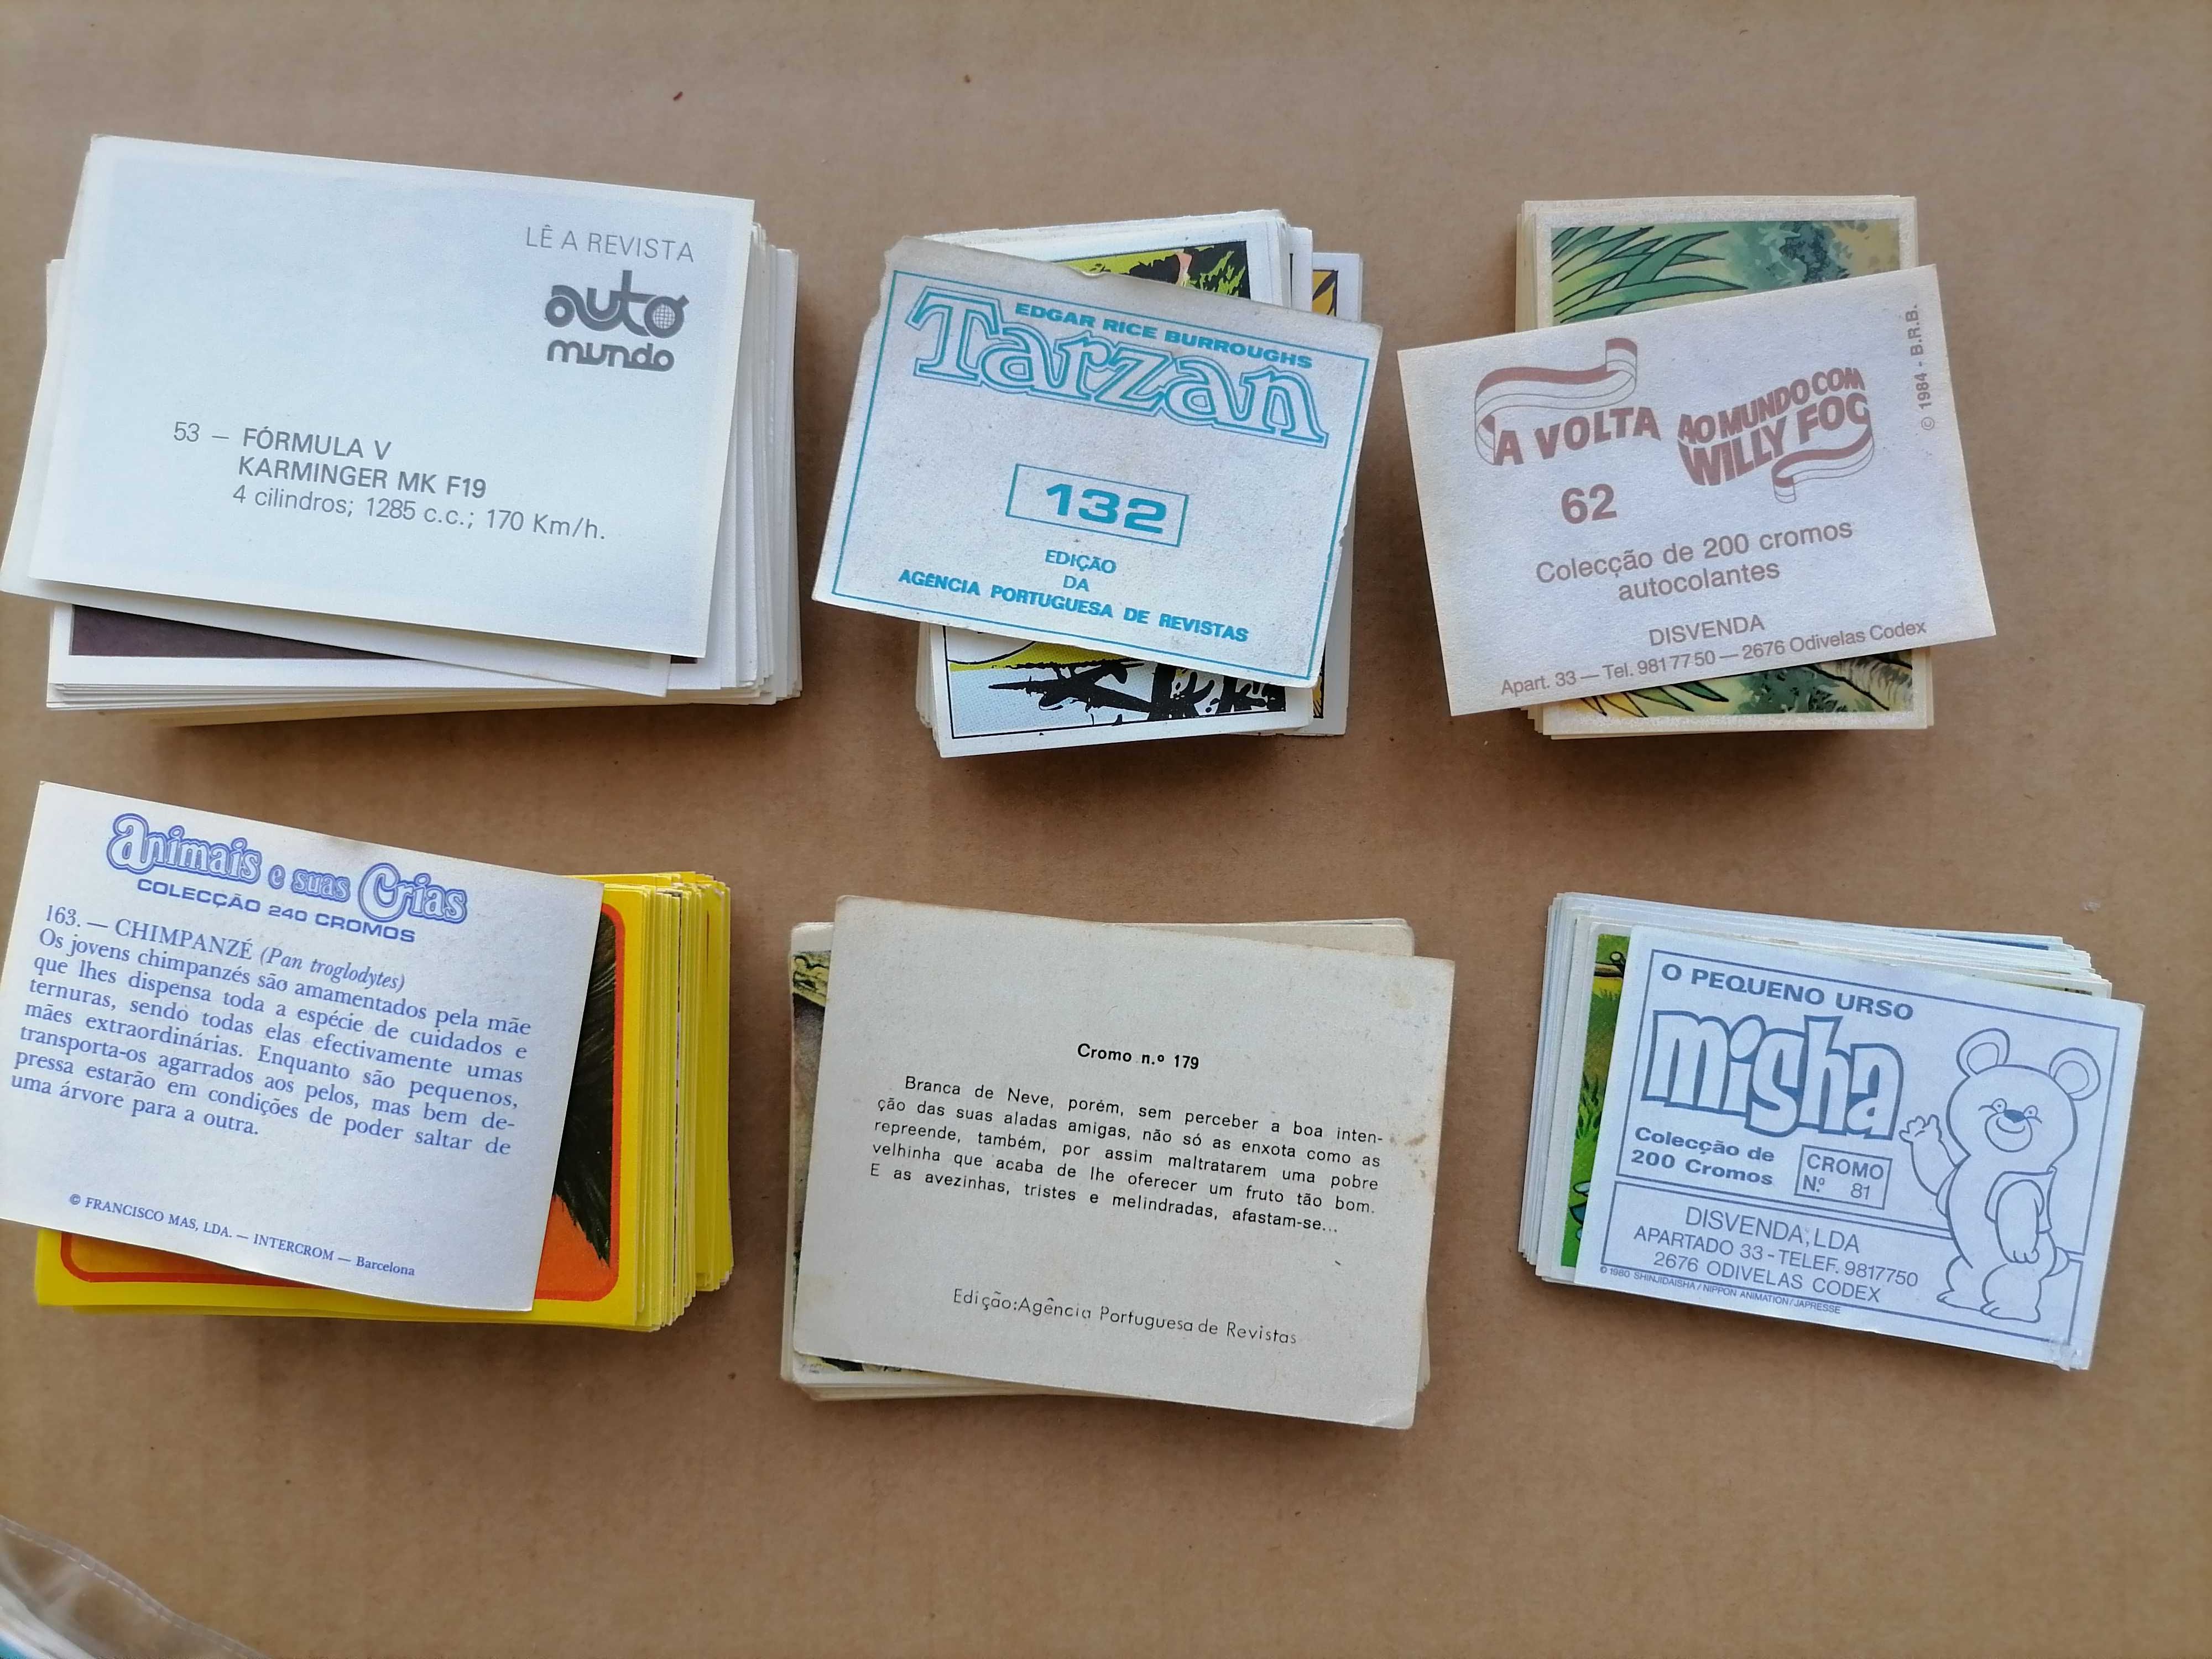 LÊ A REVISTA
auto
mundo
53 — FÓRMULA V
KARMINGER MK F19
4 cilindros; 1285 c.c.; 170 Km/h.
EDGAR RICE BURROUGHS
Tarzan
132
EDIÇÃO
DA
AGÊNCIA PORTUGUESA DE REVISTAS
A VOLTA AO MUNDO COM
WILLY FOG
© 1984 - B.R.B.
62
Colecção de 200 cromos
autocolantes
DISVENDA
Apart. 33 — Tel. 981 77 50 — 2676 Odivelas Codex
Animais e suas Crias
COLECÇÃO 240 CROMOS
163. — CHIMPANZÉ (Pan troglodytes)
Os jovens chimpanzés são amamentados pela mãe
que lhes dispensa toda a espécie de cuidados e
ternuras, sendo todas elas efectivamente umas
mães extraordinárias. Enquanto são pequenos,
transporta-os agarrados aos pelos, mas bem de-
pressa estarão em condições de poder saltar de
uma árvore para a outra.
© FRANCISCO MAS, LDA. — INTERCROM — Barcelona
Cromo n.º 179
Branca de Neve, porém, sem perceber a boa inten-
ção das suas aladas amigas, não só as enxota como as
repreende, também, por assim maltratarem uma pobre
velhinha que acaba de lhe oferecer um fruto tão bom.
E as avezinhas, tristes e melindradas, afastam-se...
Edição:Agência Portuguesa de Revistas
O PEQUENO URSO
misha
Colecção de
200 Cromos
CROMO
N.º 81
DISVENDA, LDA
APARTADO 33 - TELEF. 9817750
2676 ODIVELAS CODEX
© 1980 SHINJIDAISHA / NIPPON ANIMATION / JAPRESSE